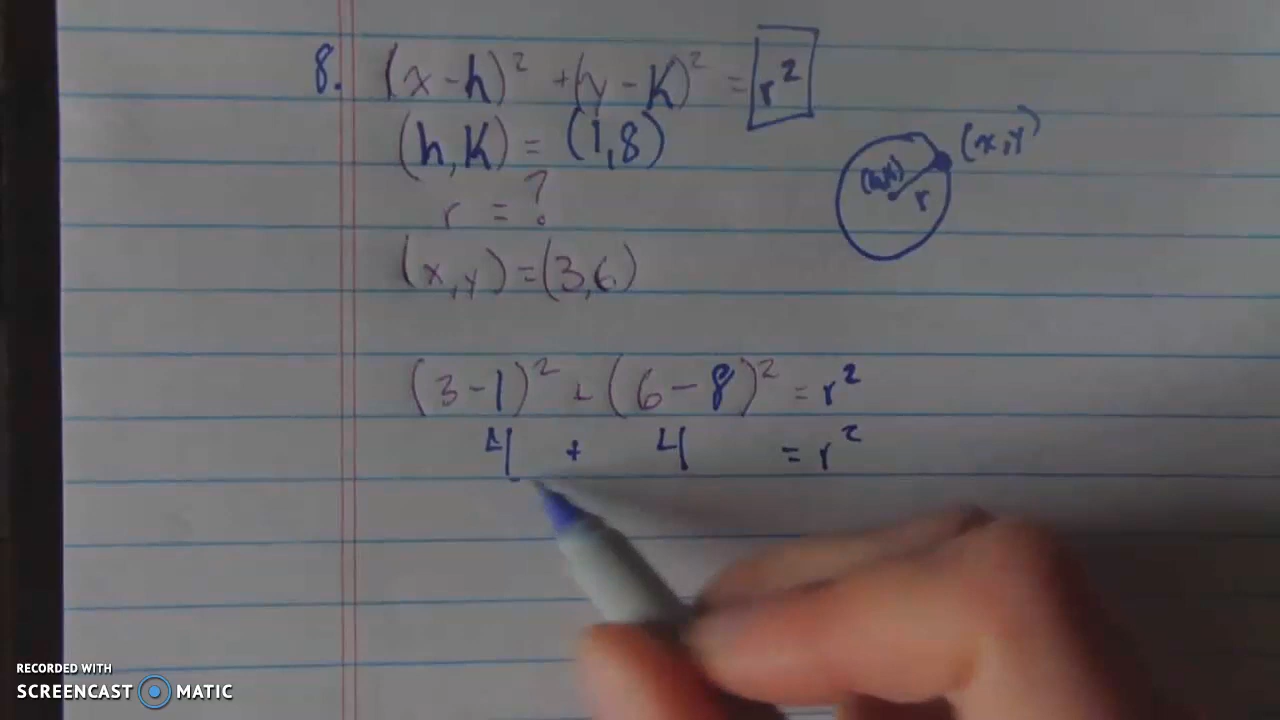 8. (x-h)² + (y-K)² = r²
(h,K) = (1,8)
(x,y)
(h,k)
r
r = ?
(x,y) = (3,6)
(3-1)² + (6-8)² = r²
4 + 4 = r²
RECORDED WITH
SCREENCAST MATIC